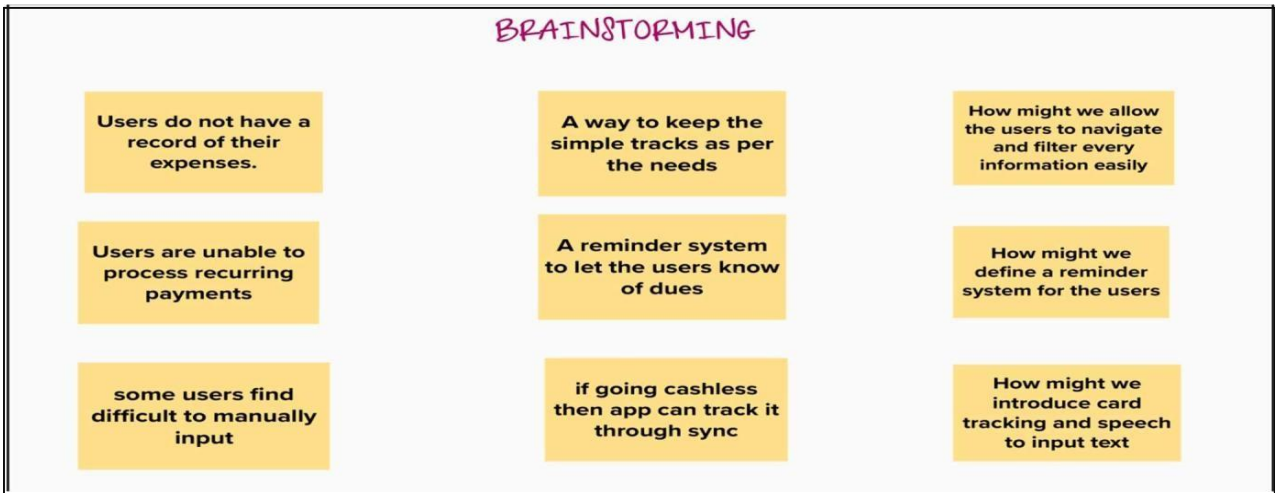 BRAINSTORMING
Users do not have a
record of their
expenses.
A way to keep the
simple tracks as per
the needs
How might we allow
the users to navigate
and filter every
information easily
Users are unable to
process recurring
payments
A reminder system
to let the users know
of dues
How might we
define a reminder
system for the users
some users find
difficult to manually
input
if going cashless
then app can track it
through sync
How might we
introduce card
tracking and speech
to input text